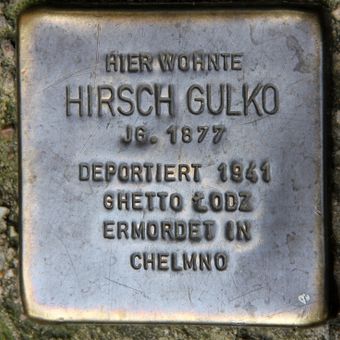 HIER WOHNTE
HIRSCH GULKO
JG. 1877
DEPORTIERT 1941
GHETTO ŁODZ
ERMORDET IN
CHELMNO